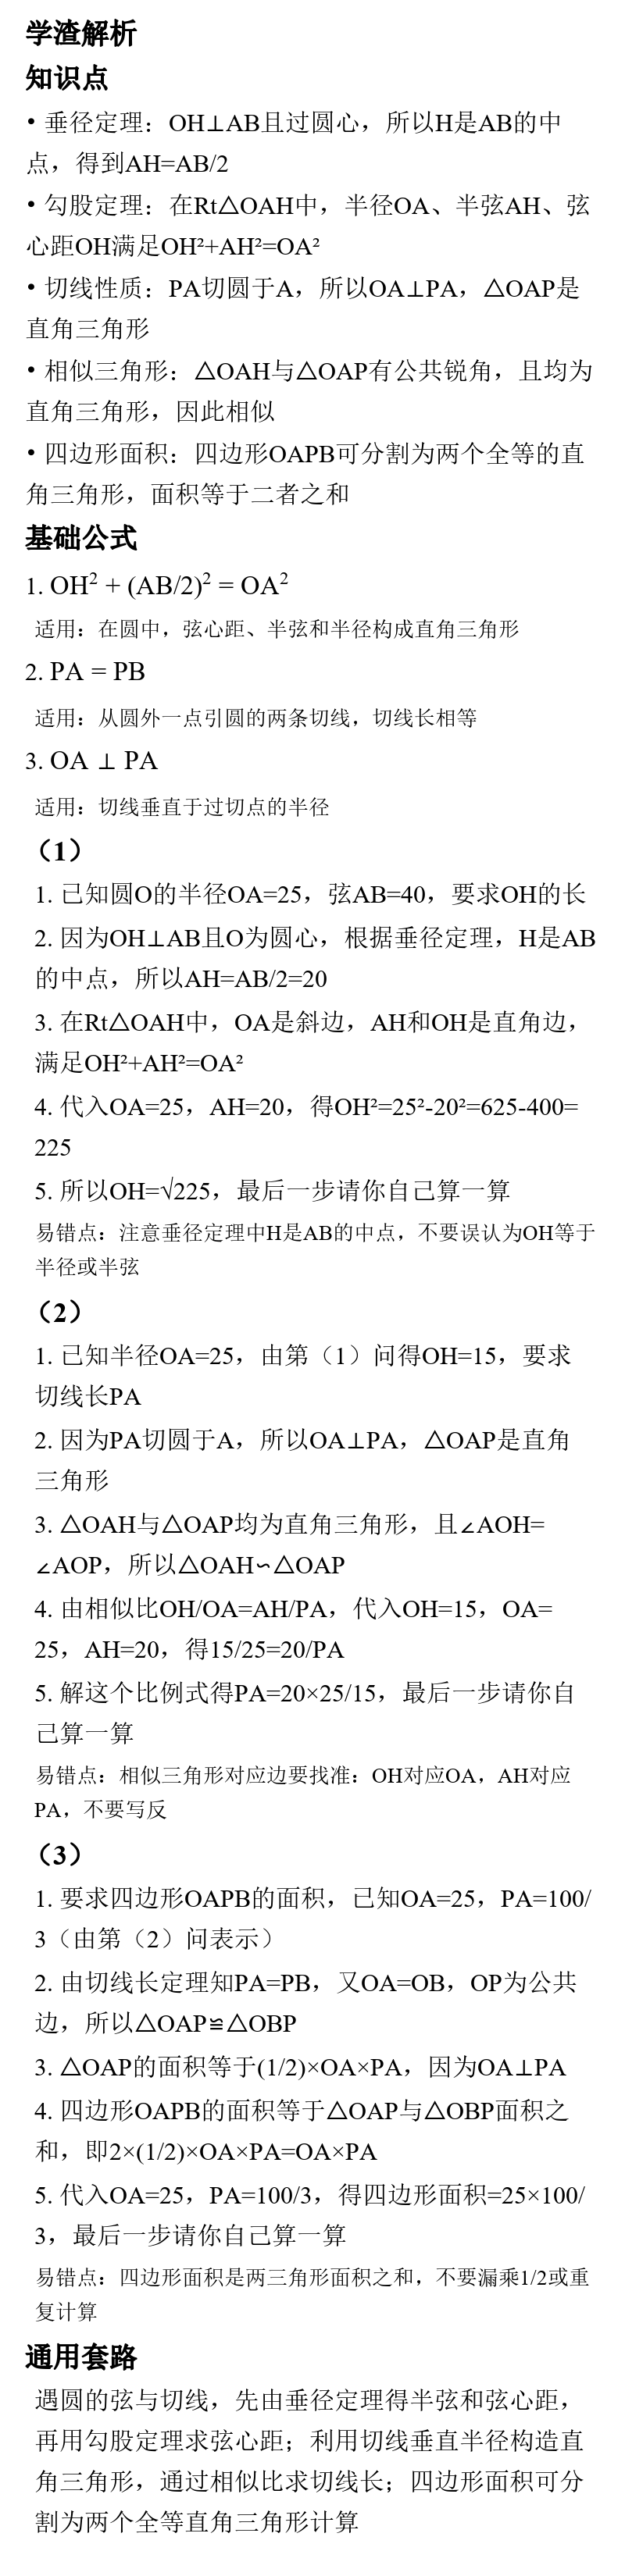 学渣解析
知识点
• 垂径定理：OH⊥AB且过圆心，所以H是AB的中
点，得到AH=AB/2
• 勾股定理：在Rt△OAH中，半径OA、半弦AH、弦
心距OH满足OH²+AH²=OA²
• 切线性质：PA切圆于A，所以OA⊥PA，△OAP是
直角三角形
• 相似三角形：△OAH与△OAP有公共锐角，且均为
直角三角形，因此相似
• 四边形面积：四边形OAPB可分割为两个全等的直
角三角形，面积等于二者之和
基础公式
1. OH² + (AB/2)² = OA²
适用：在圆中，弦心距、半弦和半径构成直角三角形
2. PA = PB
适用：从圆外一点引圆的两条切线，切线长相等
3. OA ⊥ PA
适用：切线垂直于过切点的半径
（1）
1. 已知圆O的半径OA=25，弦AB=40，要求OH的长
2. 因为OH⊥AB且O为圆心，根据垂径定理，H是AB
的中点，所以AH=AB/2=20
3. 在Rt△OAH中，OA是斜边，AH和OH是直角边，
满足OH²+AH²=OA²
4. 代入OA=25，AH=20，得OH²=25²-20²=625-400=
225
5. 所以OH=√225，最后一步请你自己算一算
易错点：注意垂径定理中H是AB的中点，不要误认为OH等于
半径或半弦
（2）
1. 已知半径OA=25，由第（1）问得OH=15，要求
切线长PA
2. 因为PA切圆于A，所以OA⊥PA，△OAP是直角
三角形
3. △OAH与△OAP均为直角三角形，且∠AOH=
∠AOP，所以△OAH∽△OAP
4. 由相似比OH/OA=AH/PA，代入OH=15，OA=
25，AH=20，得15/25=20/PA
5. 解这个比例式得PA=20×25/15，最后一步请你自
己算一算
易错点：相似三角形对应边要找准：OH对应OA，AH对应
PA，不要写反
（3）
1. 要求四边形OAPB的面积，已知OA=25，PA=100/
3（由第（2）问表示）
2. 由切线长定理知PA=PB，又OA=OB，OP为公共
边，所以△OAP≌△OBP
3. △OAP的面积等于(1/2)×OA×PA，因为OA⊥PA
4. 四边形OAPB的面积等于△OAP与△OBP面积之
和，即2×(1/2)×OA×PA=OA×PA
5. 代入OA=25，PA=100/3，得四边形面积=25×100/
3，最后一步请你自己算一算
易错点：四边形面积是两三角形面积之和，不要漏乘1/2或重
复计算
通用套路
遇圆的弦与切线，先由垂径定理得半弦和弦心距，
再用勾股定理求弦心距；利用切线垂直半径构造直
角三角形，通过相似比求切线长；四边形面积可分
割为两个全等直角三角形计算